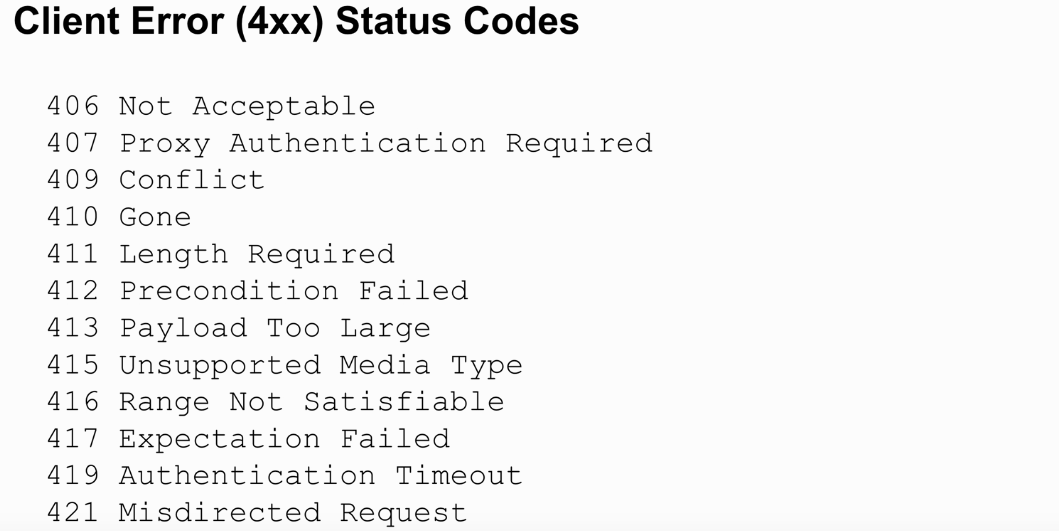 Client Error (4xx) Status Codes
406 Not Acceptable
407 Proxy Authentication Required
409 Conflict
410 Gone
411 Length Required
412 Precondition Failed
413 Payload Too Large
415 Unsupported Media Type
416 Range Not Satisfiable
417 Expectation Failed
419 Authentication Timeout
421 Misdirected Request